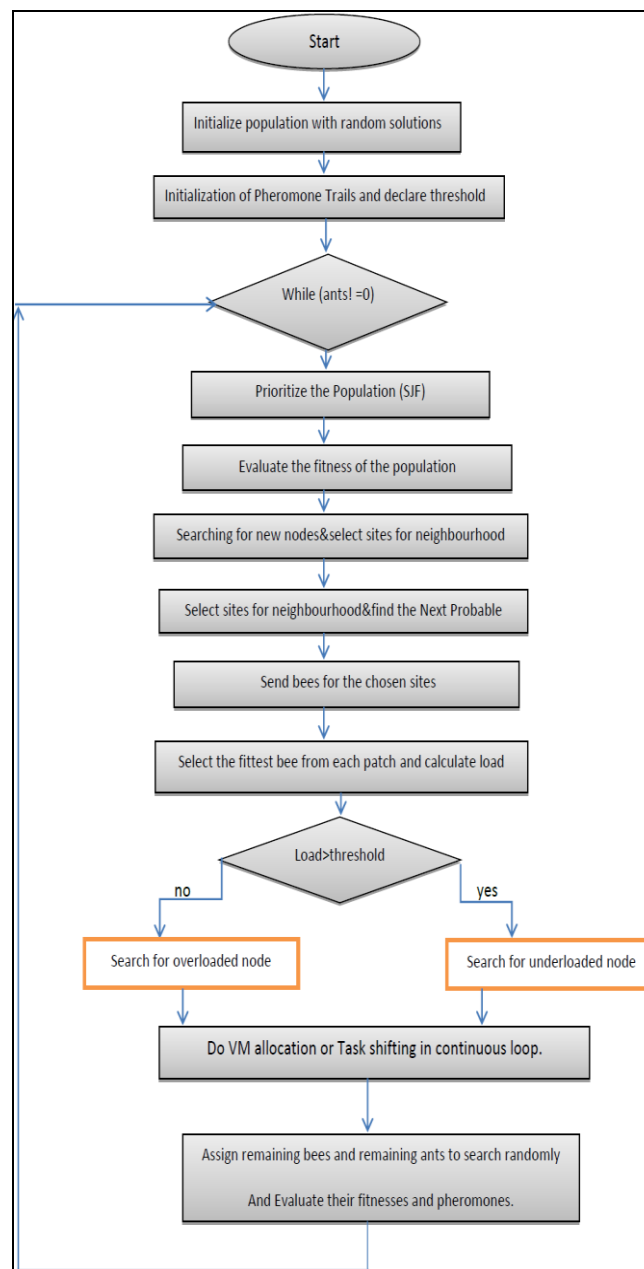 Start
Initialize population with random solutions
Initialization of Pheromone Trails and declare threshold
While (ants! =0)
Prioritize the Population (SJF)
Evaluate the fitness of the population
Searching for new nodes&select sites for neighbourhood
Select sites for neighbourhood&find the Next Probable
Send bees for the chosen sites
Select the fittest bee from each patch and calculate load
Load>threshold
no
yes
Search for overloaded node
Search for underloaded node
Do VM allocation or Task shifting in continuous loop.
Assign remaining bees and remaining ants to search randomly
And Evaluate their fitnesses and pheromones.